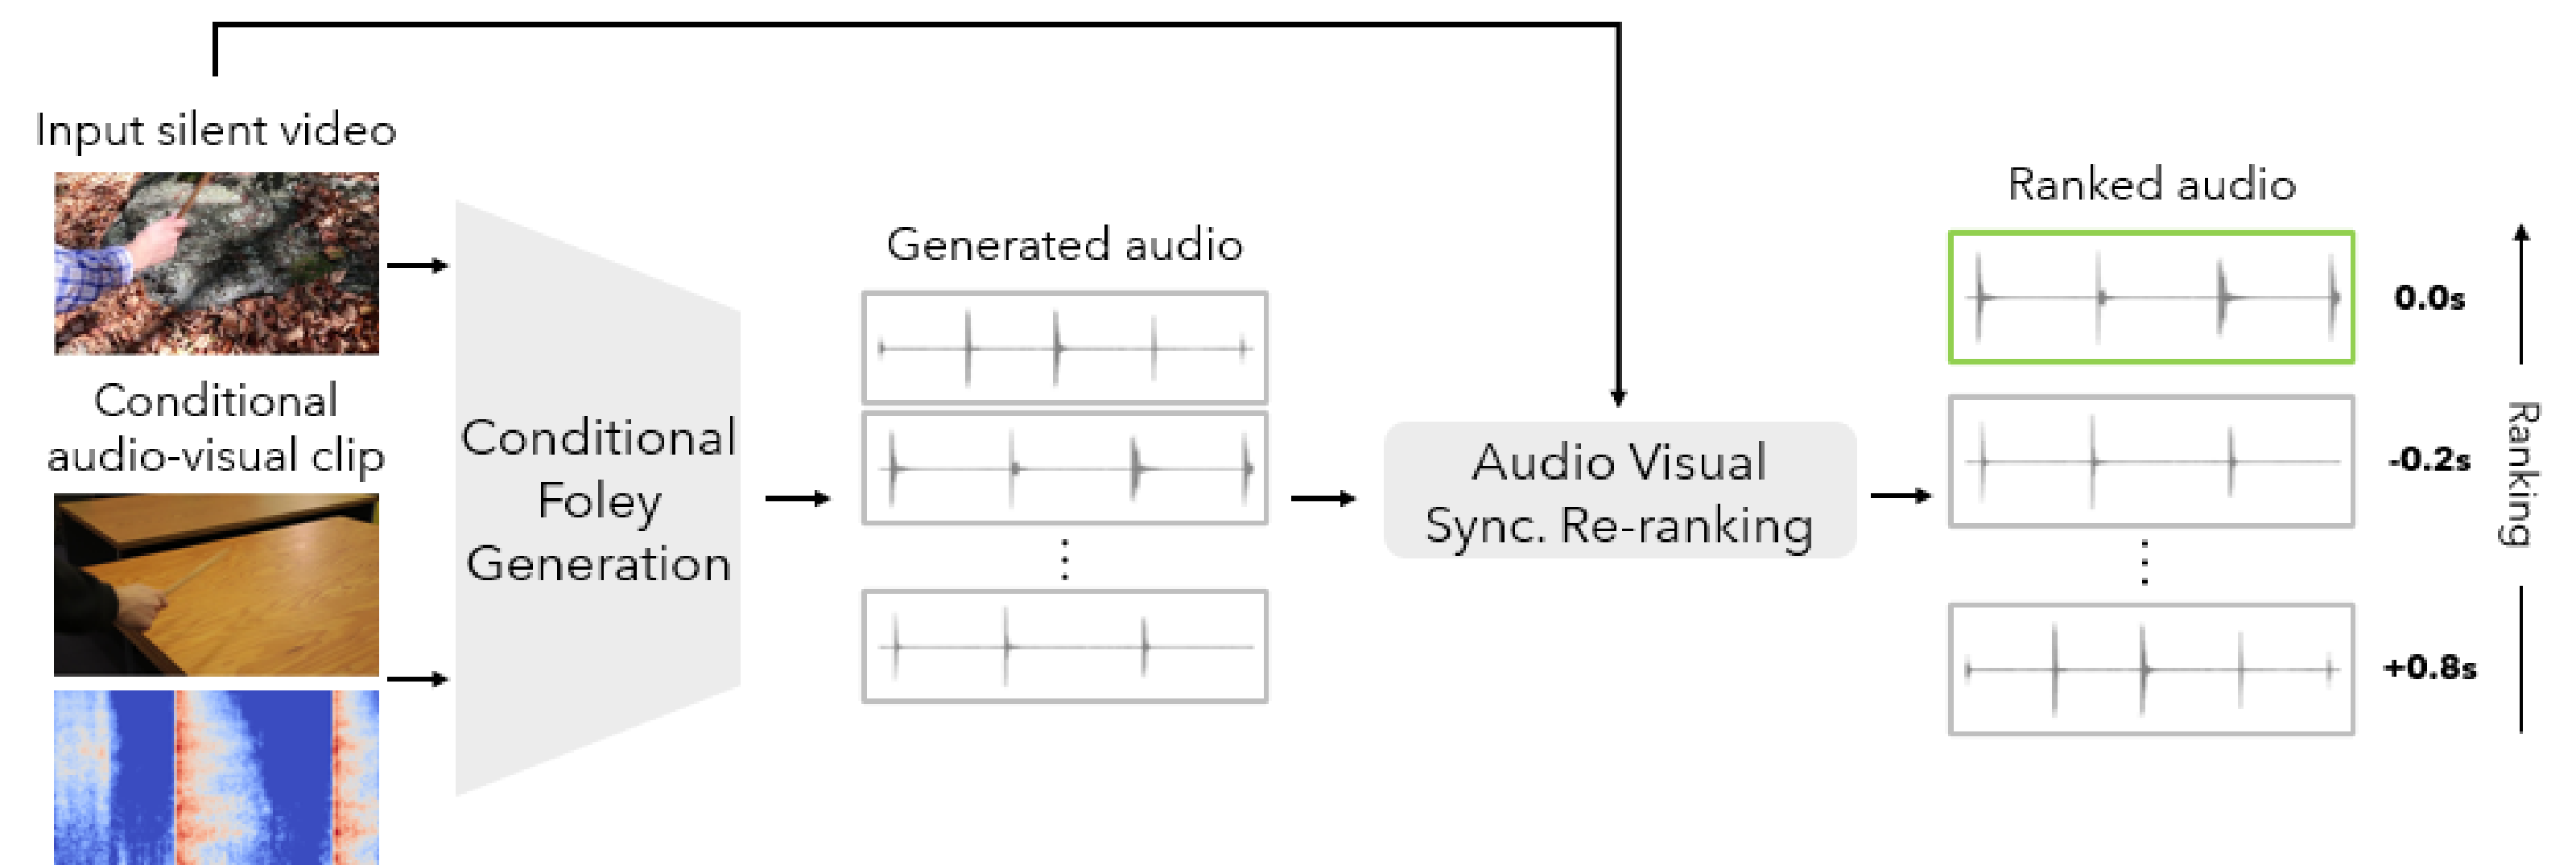 Input silent video
Conditional
audio-visual clip
Conditional
Foley
Generation
Generated audio
Audio Visual
Sync. Re-ranking
Ranked audio
0.0s
-0.2s
+0.8s
Ranking